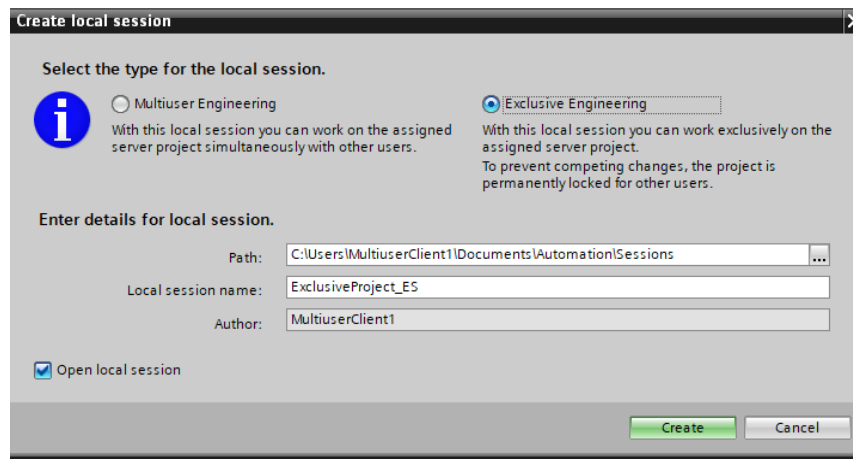 Create local session
Select the type for the local session.
Multiuser Engineering
With this local session you can work on the assigned
server project simultaneously with other users.
Exclusive Engineering
With this local session you can work exclusively on the
assigned server project.
To prevent competing changes, the project is
permanently locked for other users.
Enter details for local session.
Path: C:\Users\MultiuserClient1\Documents\Automation\Sessions ...
Local session name: ExclusiveProject_ES
Author: MultiuserClient1
Open local session
Create Cancel